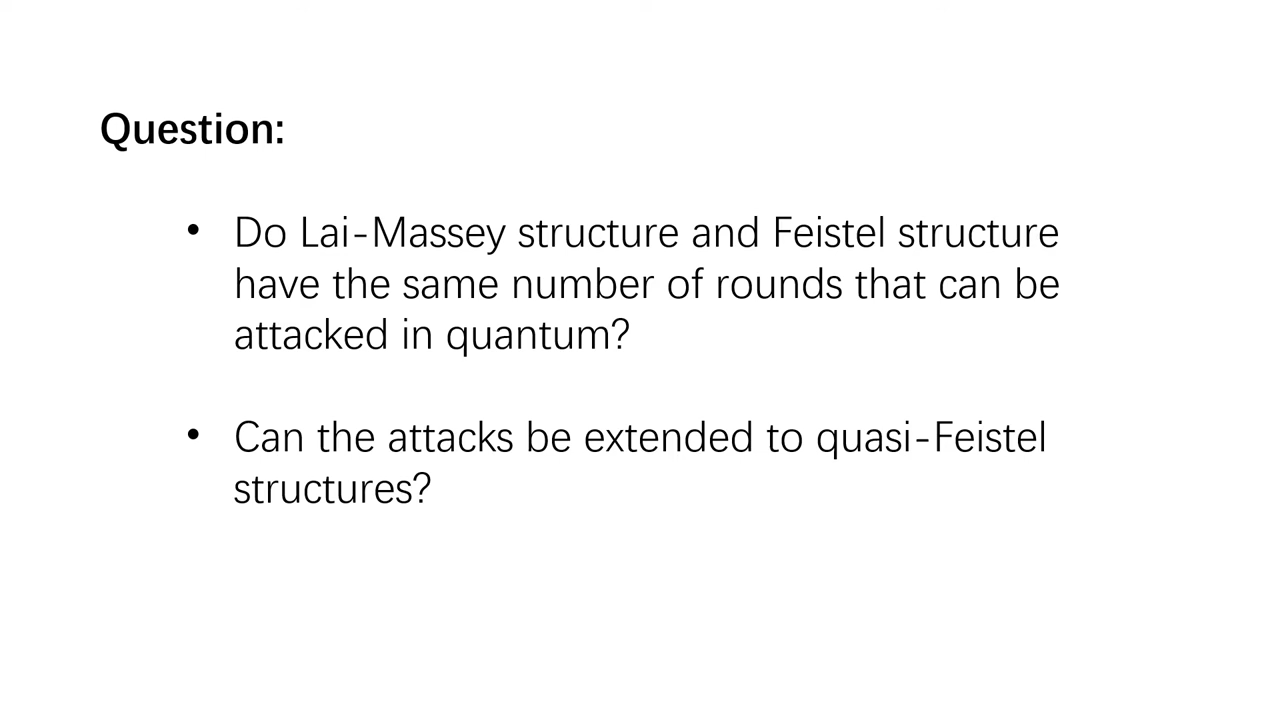 Question:
• Do Lai-Massey structure and Feistel structure
have the same number of rounds that can be
attacked in quantum?
• Can the attacks be extended to quasi-Feistel
structures?